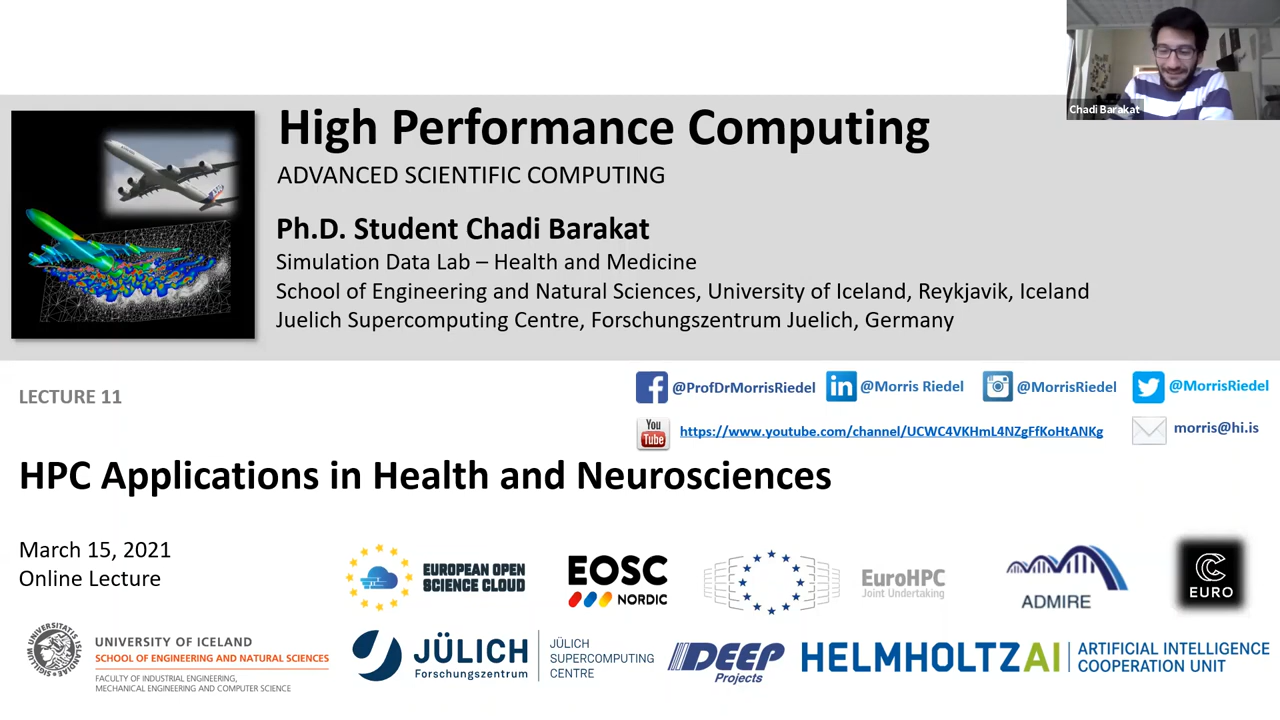 Chadi Barakat
High Performance Computing
ADVANCED SCIENTIFIC COMPUTING
Ph.D. Student Chadi Barakat
Simulation Data Lab – Health and Medicine
School of Engineering and Natural Sciences, University of Iceland, Reykjavik, Iceland
Juelich Supercomputing Centre, Forschungszentrum Juelich, Germany
LECTURE 11
@ProfDrMorrisRiedel
@Morris Riedel
@MorrisRiedel
@MorrisRiedel
You
Tube
https://www.youtube.com/channel/UCWC4VKHmL4NZgFfKoHtANKg
morris@hi.is
HPC Applications in Health and Neurosciences
March 15, 2021
Online Lecture
EUROPEAN OPEN
SCIENCE CLOUD
EOSC
NORDIC
EuroHPC
Joint Undertaking
ADMIRE
EURO
UNIVERSITY OF ICELAND
SCHOOL OF ENGINEERING AND NATURAL SCIENCES
FACULTY OF INDUSTRIAL ENGINEERING,
MECHANICAL ENGINEERING AND COMPUTER SCIENCE
JÜLICH
Forschungszentrum
JÜLICH
SUPERCOMPUTING
CENTRE
DEEP
Projects
HELMHOLTZAI
ARTIFICIAL INTELLIGENCE
COOPERATION UNIT